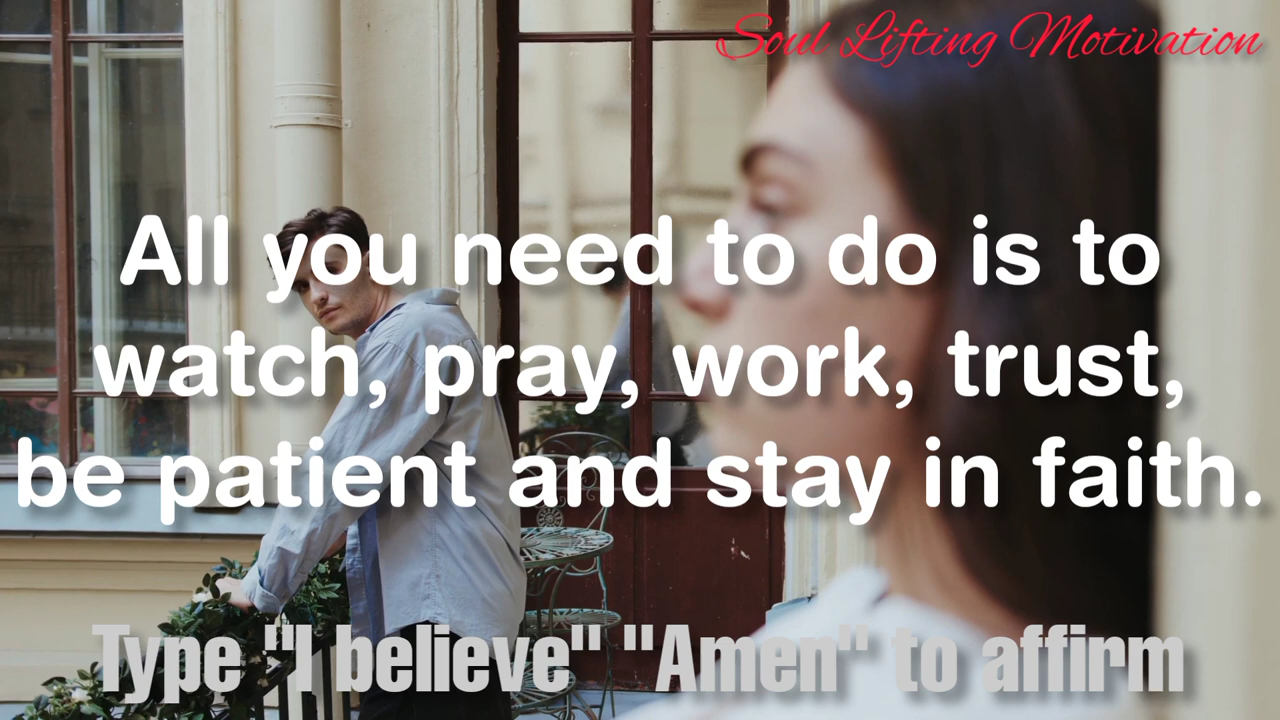 Soul Lifting Motivation
All you need to do is to
watch, pray, work, trust,
be patient and stay in faith.
Type "I believe" "Amen" to affirm